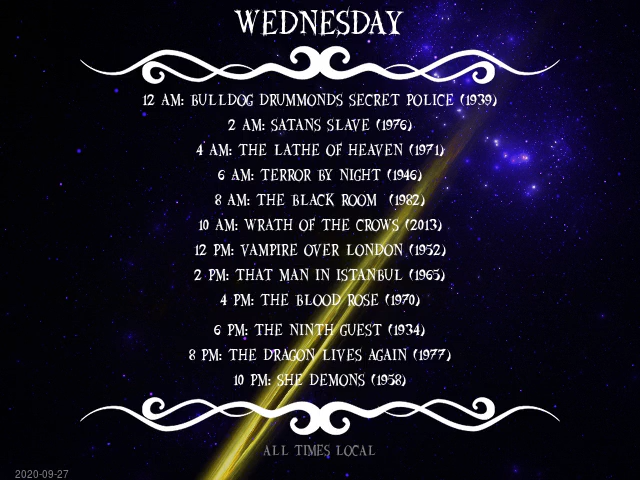 WEDNESDAY
12 AM: BULLDOG DRUMMONDS SECRET POLICE (1939)
2 AM: SATANS SLAVE (1976)
4 AM: THE LATHE OF HEAVEN (1971)
6 AM: TERROR BY NIGHT (1946)
8 AM: THE BLACK ROOM (1982)
10 AM: WRATH OF THE CROWS (2013)
12 PM: VAMPIRE OVER LONDON (1952)
2 PM: THAT MAN IN ISTANBUL (1965)
4 PM: THE BLOOD ROSE (1970)
6 PM: THE NINTH GUEST (1934)
8 PM: THE DRAGON LIVES AGAIN (1977)
10 PM: SHE DEMONS (1958)
ALL TIMES LOCAL
2020-09-27